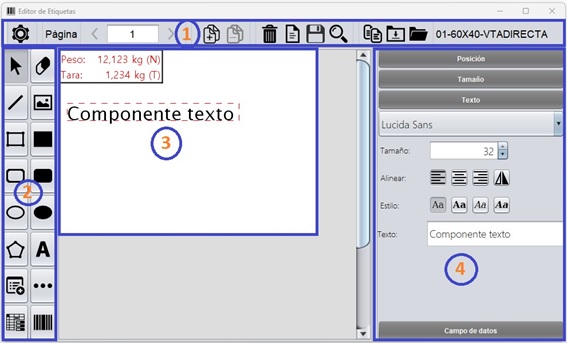 Editor de Etiquetas
Página 1 1 01-60X40-VTADIRECTA
Peso: 12,123 kg (N)
Tara: 1,234 kg (T)
Componente texto
3
2
Posición
Tamaño
Texto
Lucida Sans
Tamaño: 32
Alinear:
Estilo: Aa Aa Aa Aa
Texto: Componente texto
4
Campo de datos
A